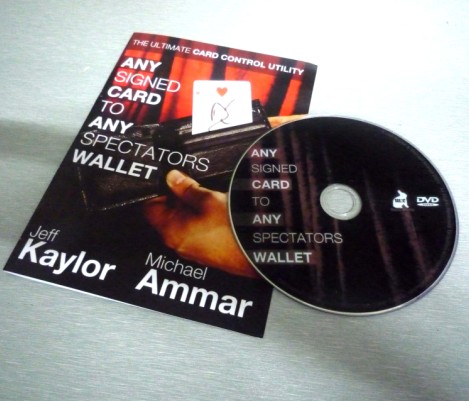 THE ULTIMATE CARD CONTROL UTILITY
ANY
SIGNED
CARD
TO
ANY
SPECTATORS
WALLET
Jeff
Kaylor
Michael
Ammar
ANY
SIGNED
CARD
TO
ANY
SPECTATORS
WALLET
DVD